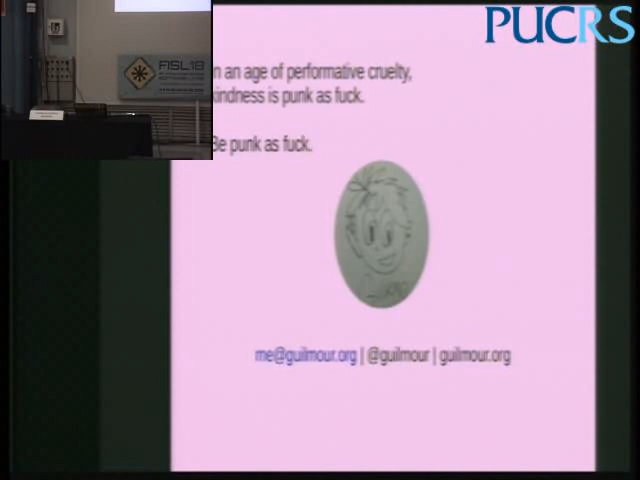 PUCRS
FISL18
n an age of performative cruelty,
kindness is punk as fuck.
Be punk as fuck.
me@guilmour.org | @guilmour | guilmour.org